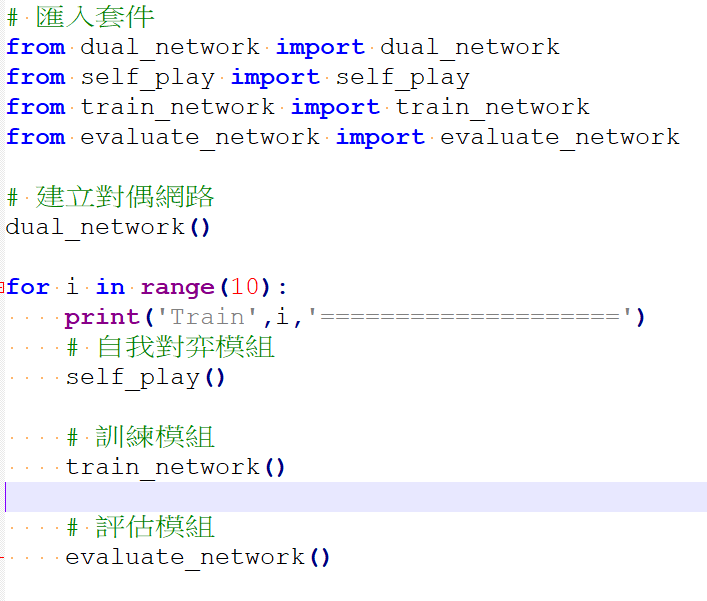 # 匯入套件
from dual_network import dual_network
from self_play import self_play
from train_network import train_network
from evaluate_network import evaluate_network
# 建立對偶網路
dual_network()
for i in range(10):
    print('Train',i,'====================')
    # 自我對弈模組
    self_play()
    # 訓練模組
    train_network()
    # 評估模組
    evaluate_network()